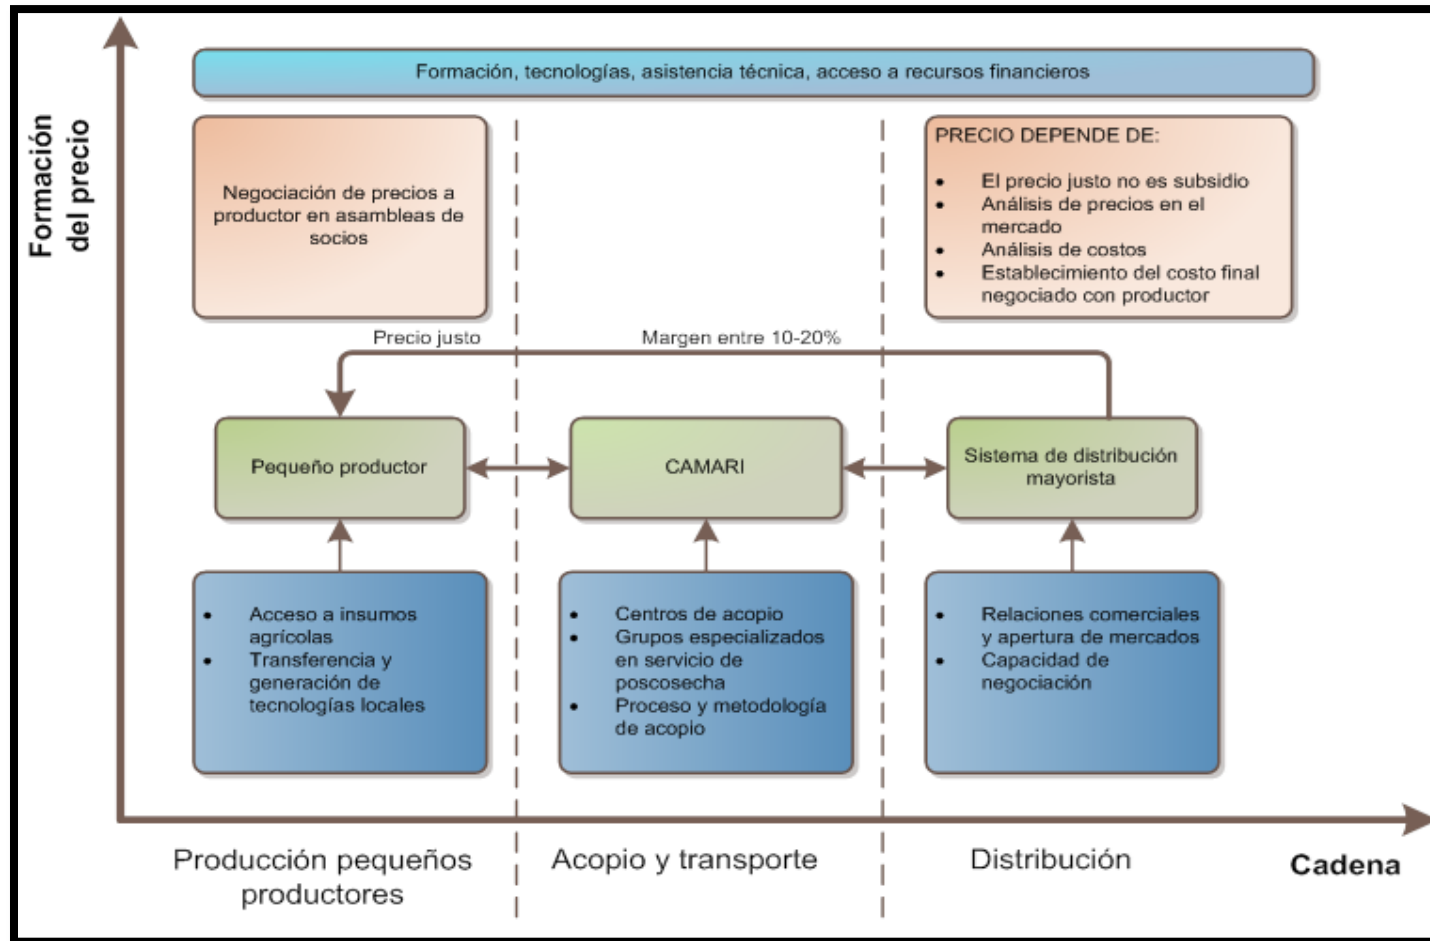 Formación
del precio
Formación, tecnologías, asistencia técnica, acceso a recursos financieros
Negociación de precios a
productor en asambleas de
socios
PRECIO DEPENDE DE:
• El precio justo no es subsidio
• Análisis de precios en el
mercado
• Análisis de costos
• Establecimiento del costo final
negociado con productor
Precio justo
Margen entre 10-20%
Pequeño productor
CAMARI
Sistema de distribución
mayorista
• Acceso a insumos
agrícolas
• Transferencia y
generación de
tecnologías locales
• Centros de acopio
• Grupos especializados
en servicio de
poscosecha
• Proceso y metodología
de acopio
• Relaciones comerciales
y apertura de mercados
• Capacidad de
negociación
Producción pequeños
productores
Acopio y transporte
Distribución
Cadena